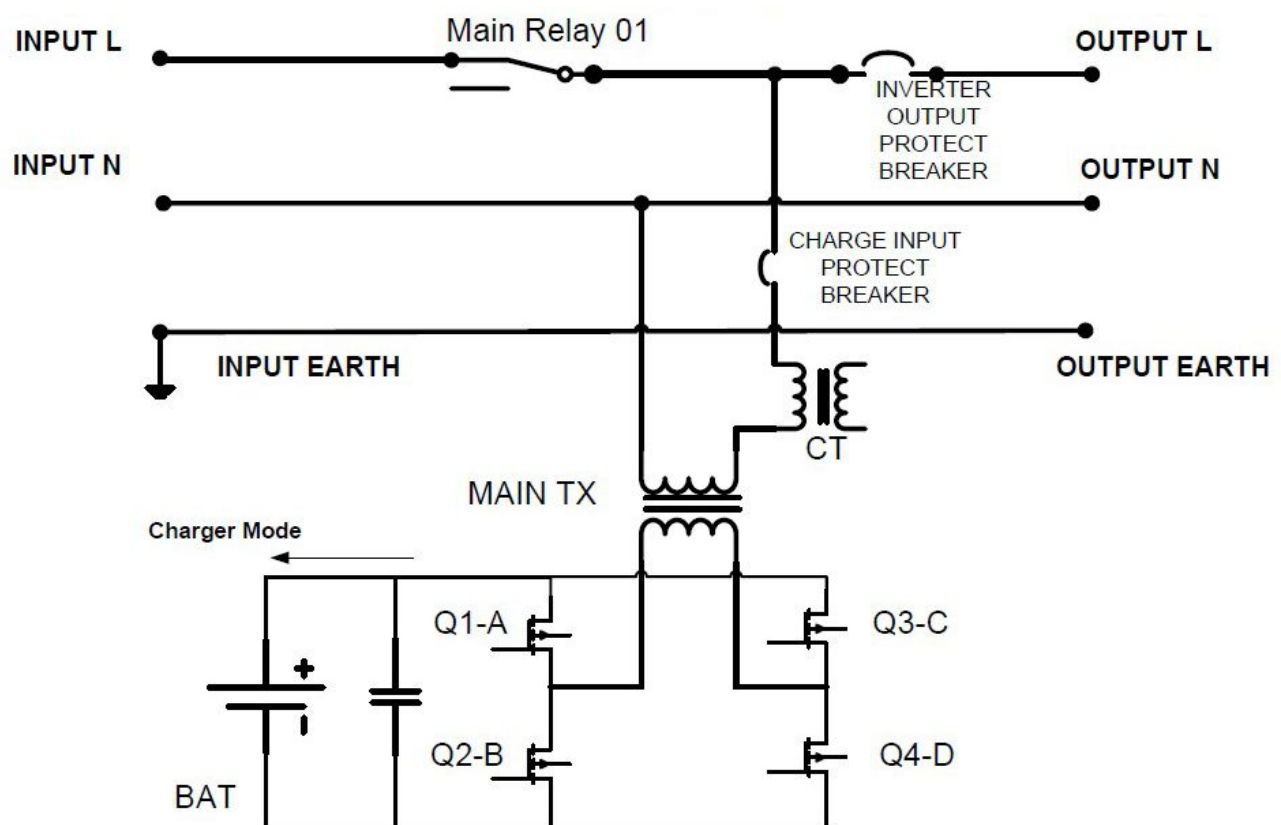 Main Relay 01
INPUT L
OUTPUT L
INVERTER
OUTPUT
PROTECT
BREAKER
INPUT N
OUTPUT N
CHARGE INPUT
PROTECT
BREAKER
INPUT EARTH
OUTPUT EARTH
CT
MAIN TX
Charger Mode
Q1-A
Q3-C
+
Q2-B
Q4-D
BAT